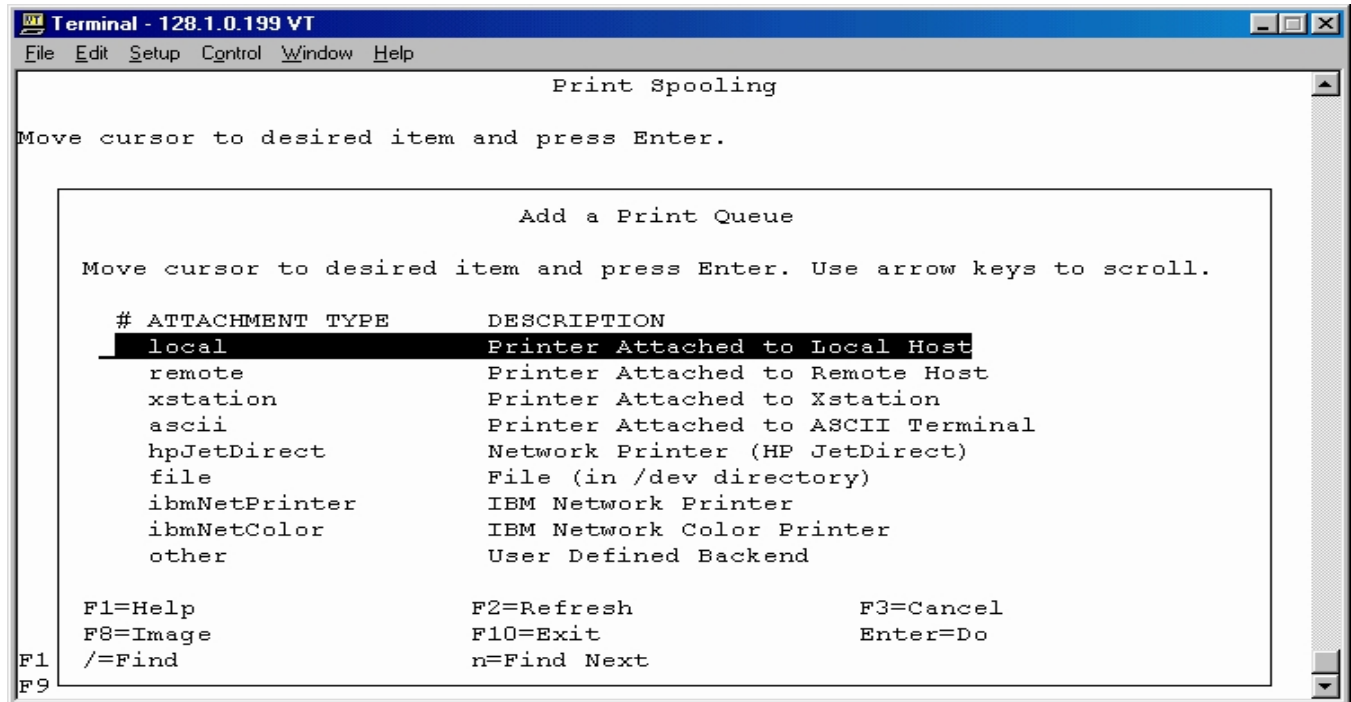 Terminal - 128.1.0.199 VT
File Edit Setup Control Window Help
Print Spooling
Move cursor to desired item and press Enter.
Add a Print Queue
Move cursor to desired item and press Enter. Use arrow keys to scroll.
# ATTACHMENT TYPE DESCRIPTION
local Printer Attached to Local Host
remote Printer Attached to Remote Host
xstation Printer Attached to Xstation
ascii Printer Attached to ASCII Terminal
hpJetDirect Network Printer (HP JetDirect)
file File (in /dev directory)
ibmNetPrinter IBM Network Printer
ibmNetColor IBM Network Color Printer
other User Defined Backend
F1=Help F2=Refresh F3=Cancel
F8=Image F10=Exit Enter=Do
F1 /=Find n=Find Next
F9